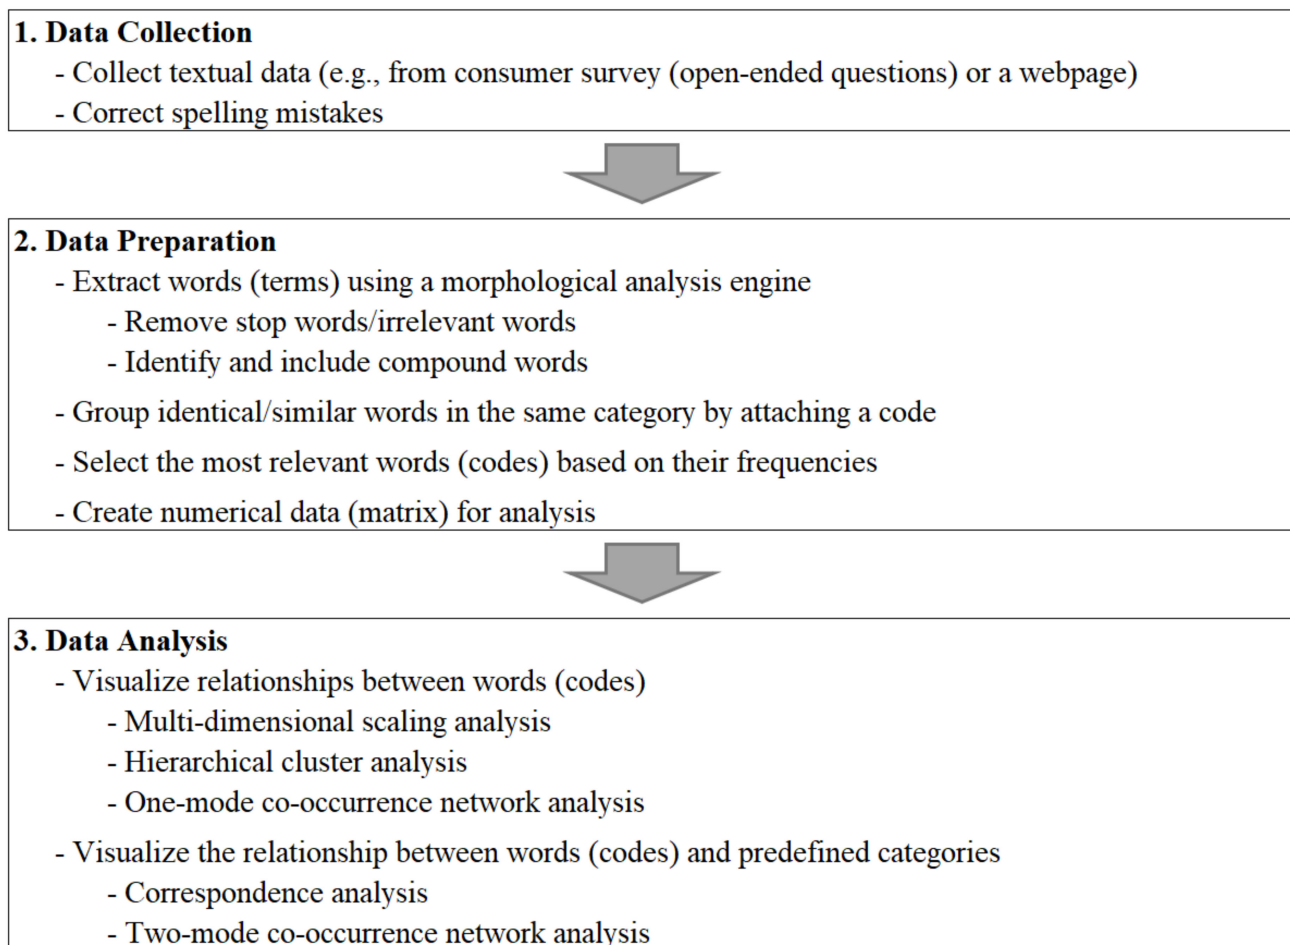 1. Data Collection
- Collect textual data (e.g., from consumer survey (open-ended questions) or a webpage)
- Correct spelling mistakes
2. Data Preparation
- Extract words (terms) using a morphological analysis engine
- Remove stop words/irrelevant words
- Identify and include compound words
- Group identical/similar words in the same category by attaching a code
- Select the most relevant words (codes) based on their frequencies
- Create numerical data (matrix) for analysis
3. Data Analysis
- Visualize relationships between words (codes)
- Multi-dimensional scaling analysis
- Hierarchical cluster analysis
- One-mode co-occurrence network analysis
- Visualize the relationship between words (codes) and predefined categories
- Correspondence analysis
- Two-mode co-occurrence network analysis